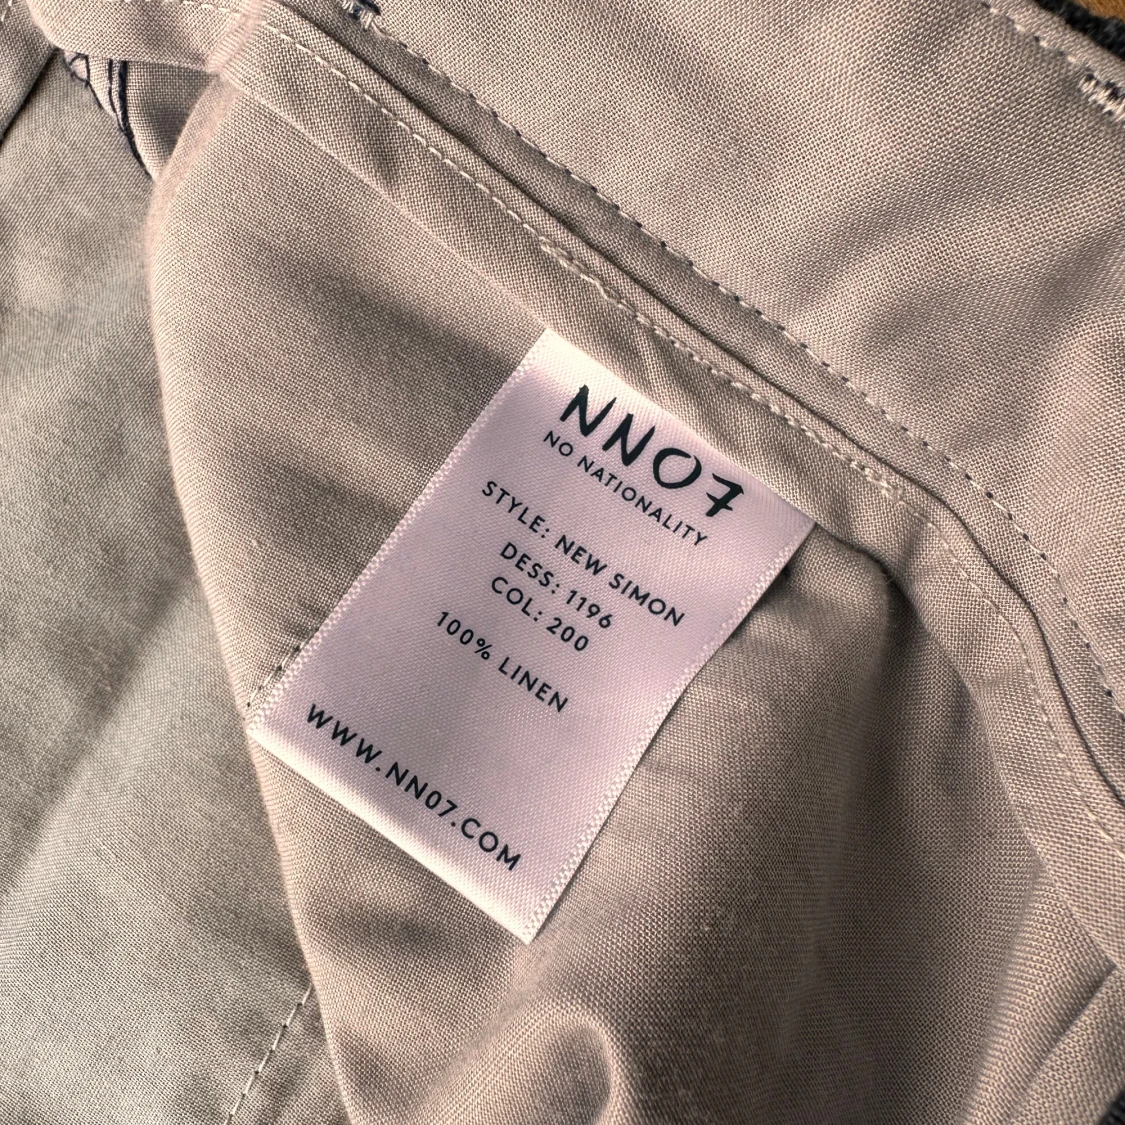 NN07
NO NATIONALITY
STYLE: NEW SIMON
DESS: 1196
COL: 200
100% LINEN
WWW.NN07.COM